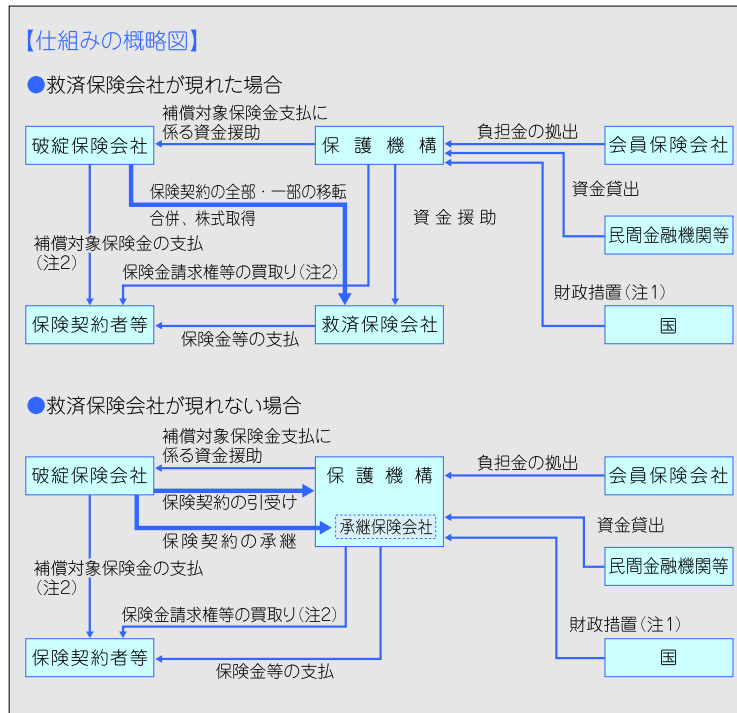 【仕組みの概略図】
●救済保険会社が現れた場合
補償対象保険金支払に
係る資金援助
負担金の拠出
破綻保険会社
保護機構
会員保険会社
保険契約の全部・一部の移転
合併、株式取得
資金援助
資金貸出
民間金融機関等
補償対象保険金の支払
(注2)
保険金請求権等の買取り(注2)
財政措置(注1)
保険契約者等
救済保険会社
国
保険金等の支払
●救済保険会社が現れない場合
補償対象保険金支払に
係る資金援助
負担金の拠出
破綻保険会社
保護機構
会員保険会社
保険契約の引受け
承継保険会社
保険契約の承継
資金貸出
民間金融機関等
補償対象保険金の支払
(注2)
保険金請求権等の買取り(注2)
財政措置(注1)
保険契約者等
保険金等の支払
国